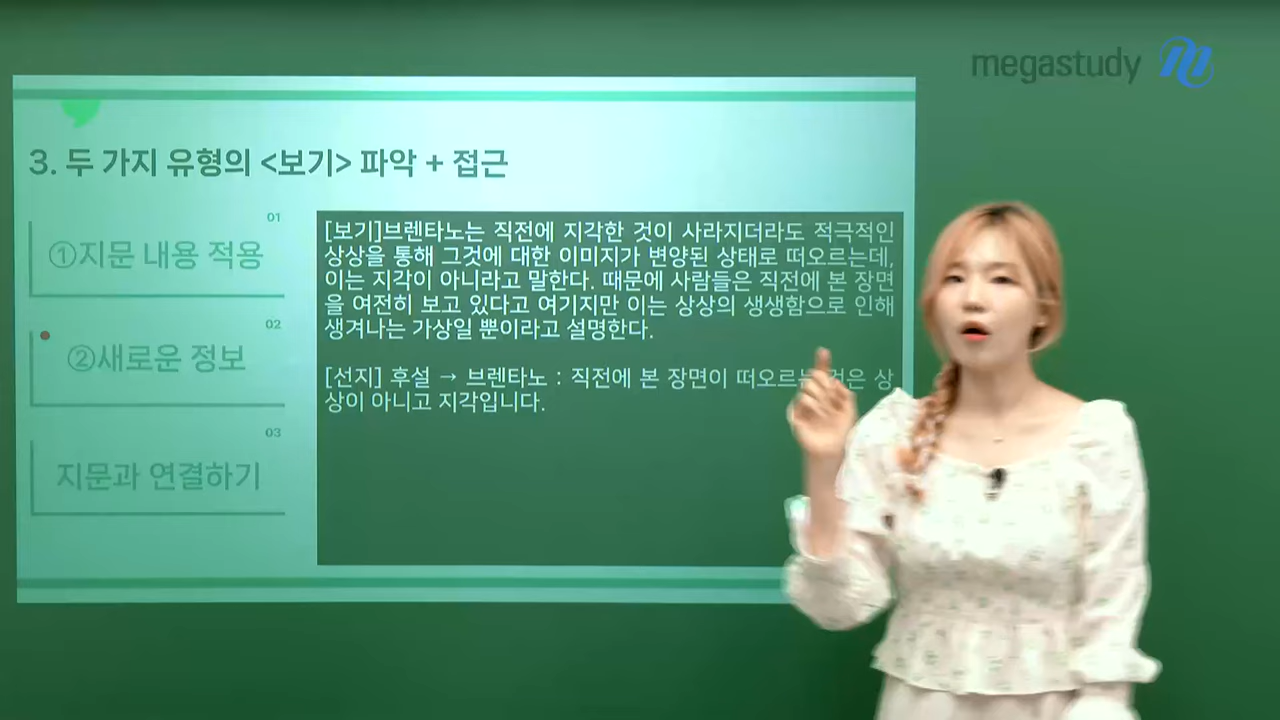 megastudy
3. 두 가지 유형의 <보기> 파악 + 접근
01
①지문 내용 적용
02
②새로운 정보
03
지문과 연결하기
[보기]브렌타노는 직전에 지각한 것이 사라지더라도 적극적인
상상을 통해 그것에 대한 이미지가 변양된 상태로 떠오르는데,
이는 지각이 아니라고 말한다. 때문에 사람들은 직전에 본 장면
을 여전히 보고 있다고 여기지만 이는 상상의 생생함으로 인해
생겨나는 가상일 뿐이라고 설명한다.
[선지] 후설 → 브렌타노 : 직전에 본 장면이 떠오르는 것은 상
상이 아니고 지각입니다.